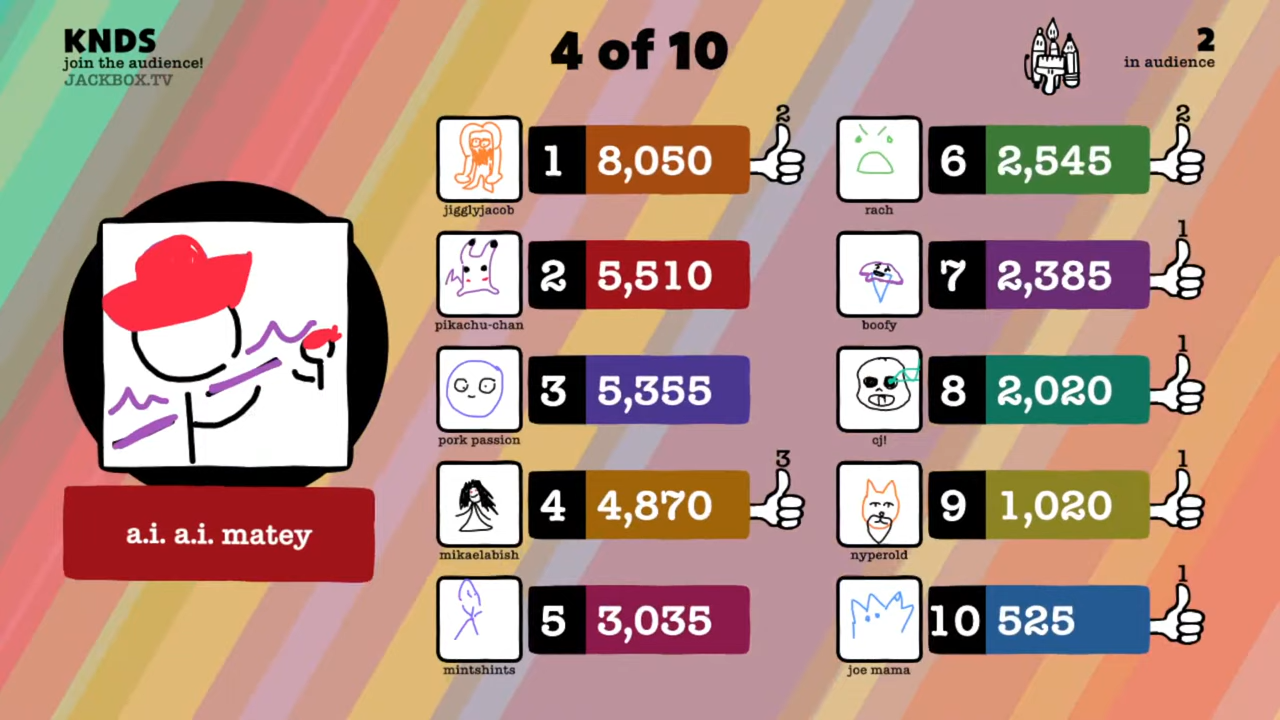 KNDS
join the audience!
JACKBOX.TV
4 of 10
2
in audience
a.i. a.i. matey
1 8,050 2
jigglyjacob
2 5,510
pikachu-chan
3 5,355
pork passion
4 4,870 3
mikaelabish
5 3,035
mintshints
6 2,545 2
rach
7 2,385 1
boofy
8 2,020 1
cj!
9 1,020 1
nyperold
10 525 1
joe mama